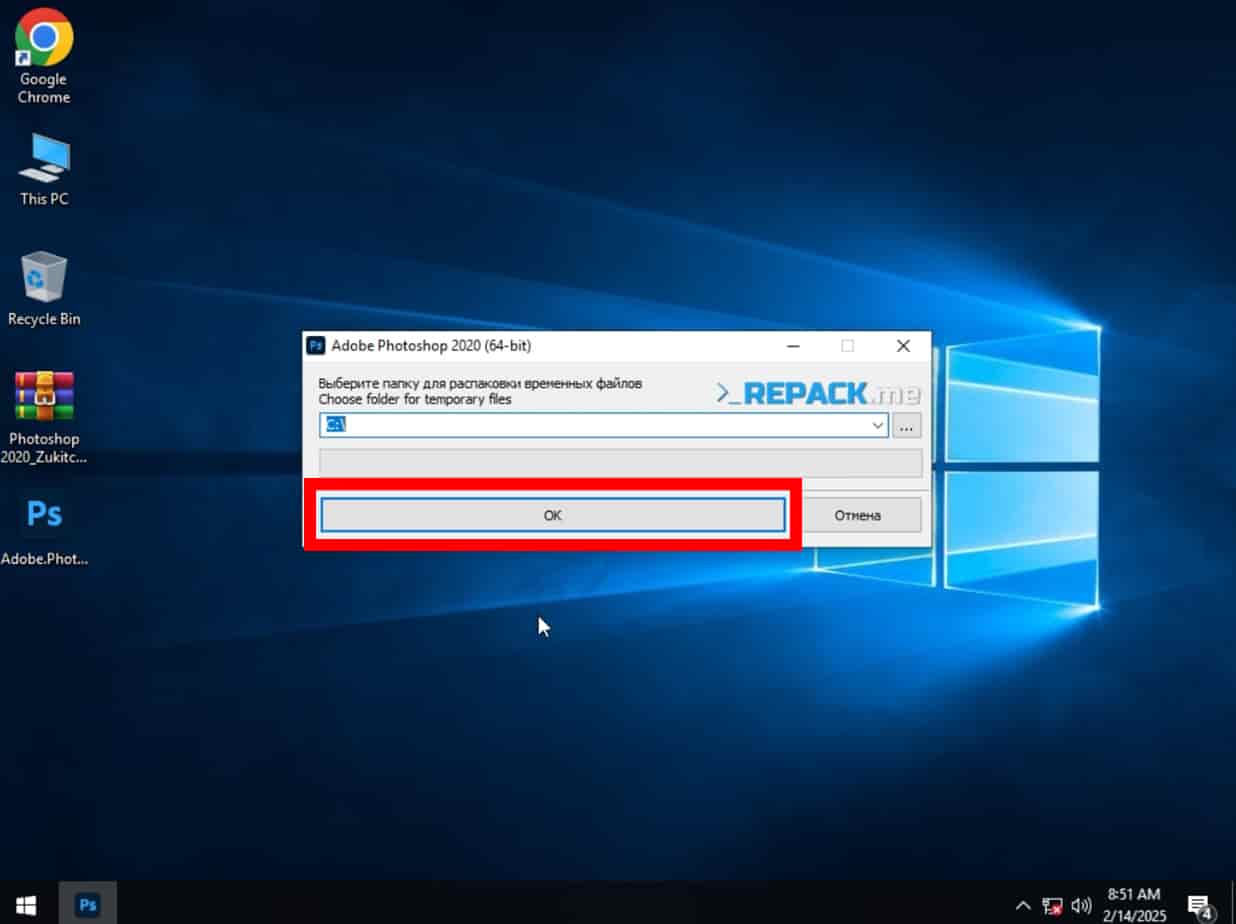 Google
Chrome
This PC
Recycle Bin
Photoshop
2020_Zukitc...
Ps
Adobe.Phot...
Ps Adobe Photoshop 2020 (64-bit)
Выберите папку для распаковки временных файлов
Choose folder for temporary files
>_REPACK.me
C:\
...
OK
Отмена
Ps
8:51 AM
2/14/2025
4